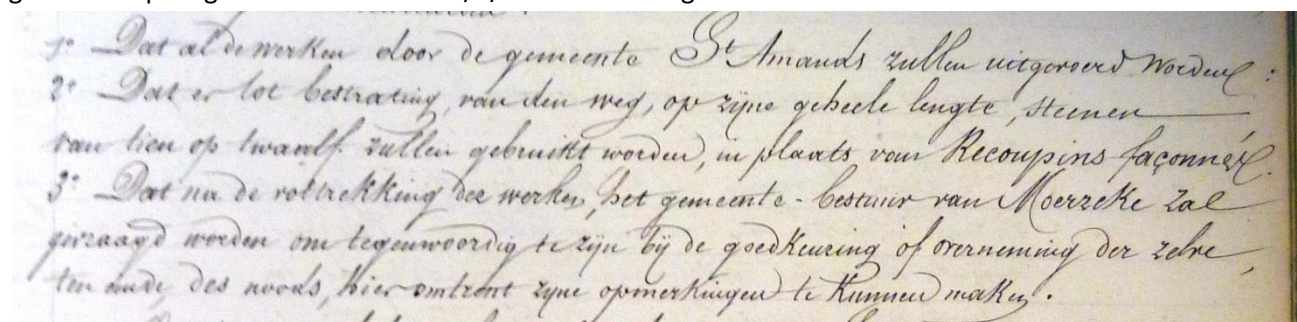 1° Dat al de werken door de gemeente St Amands zullen uitgevoerd worden :
2° Dat er tot bestrating, van den weg, op zijne geheele lengte, steenen
van tien op twaalf zullen gebruikt worden, in plaats van Recoupins façonnés.
3° Dat na de voltrekking der werken, het gemeente-bestuur van Moerzeke zal
gevraagd worden om tegenwoordig te zijn bij de goedkeuring of overneming der zelve,
ten einde, des noods, hier omtrent zyne opmerkingen te kunnen maken.